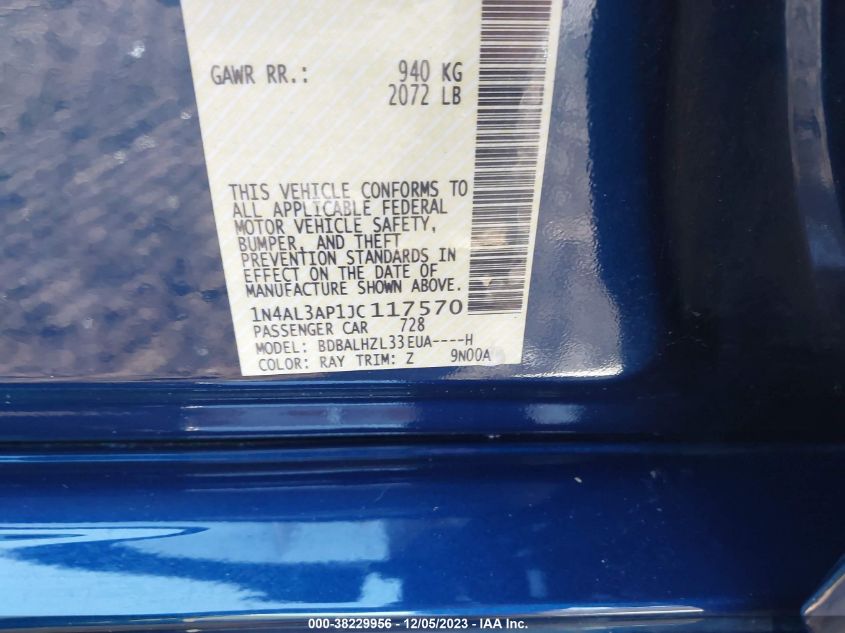 GAWR RR.: 940 KG
2072 LB
THIS VEHICLE CONFORMS TO
ALL APPLICABLE FEDERAL
MOTOR VEHICLE SAFETY,
BUMPER, AND THEFT
PREVENTION STANDARDS IN
EFFECT ON THE DATE OF
MANUFACTURE SHOWN ABOVE.
1N4AL3AP1JC117570
PASSENGER CAR 728
MODEL: BDBALHZL33EUA----H
COLOR: RAY TRIM: Z 9N00A
000-38229956 - 12/05/2023 - IAA Inc.